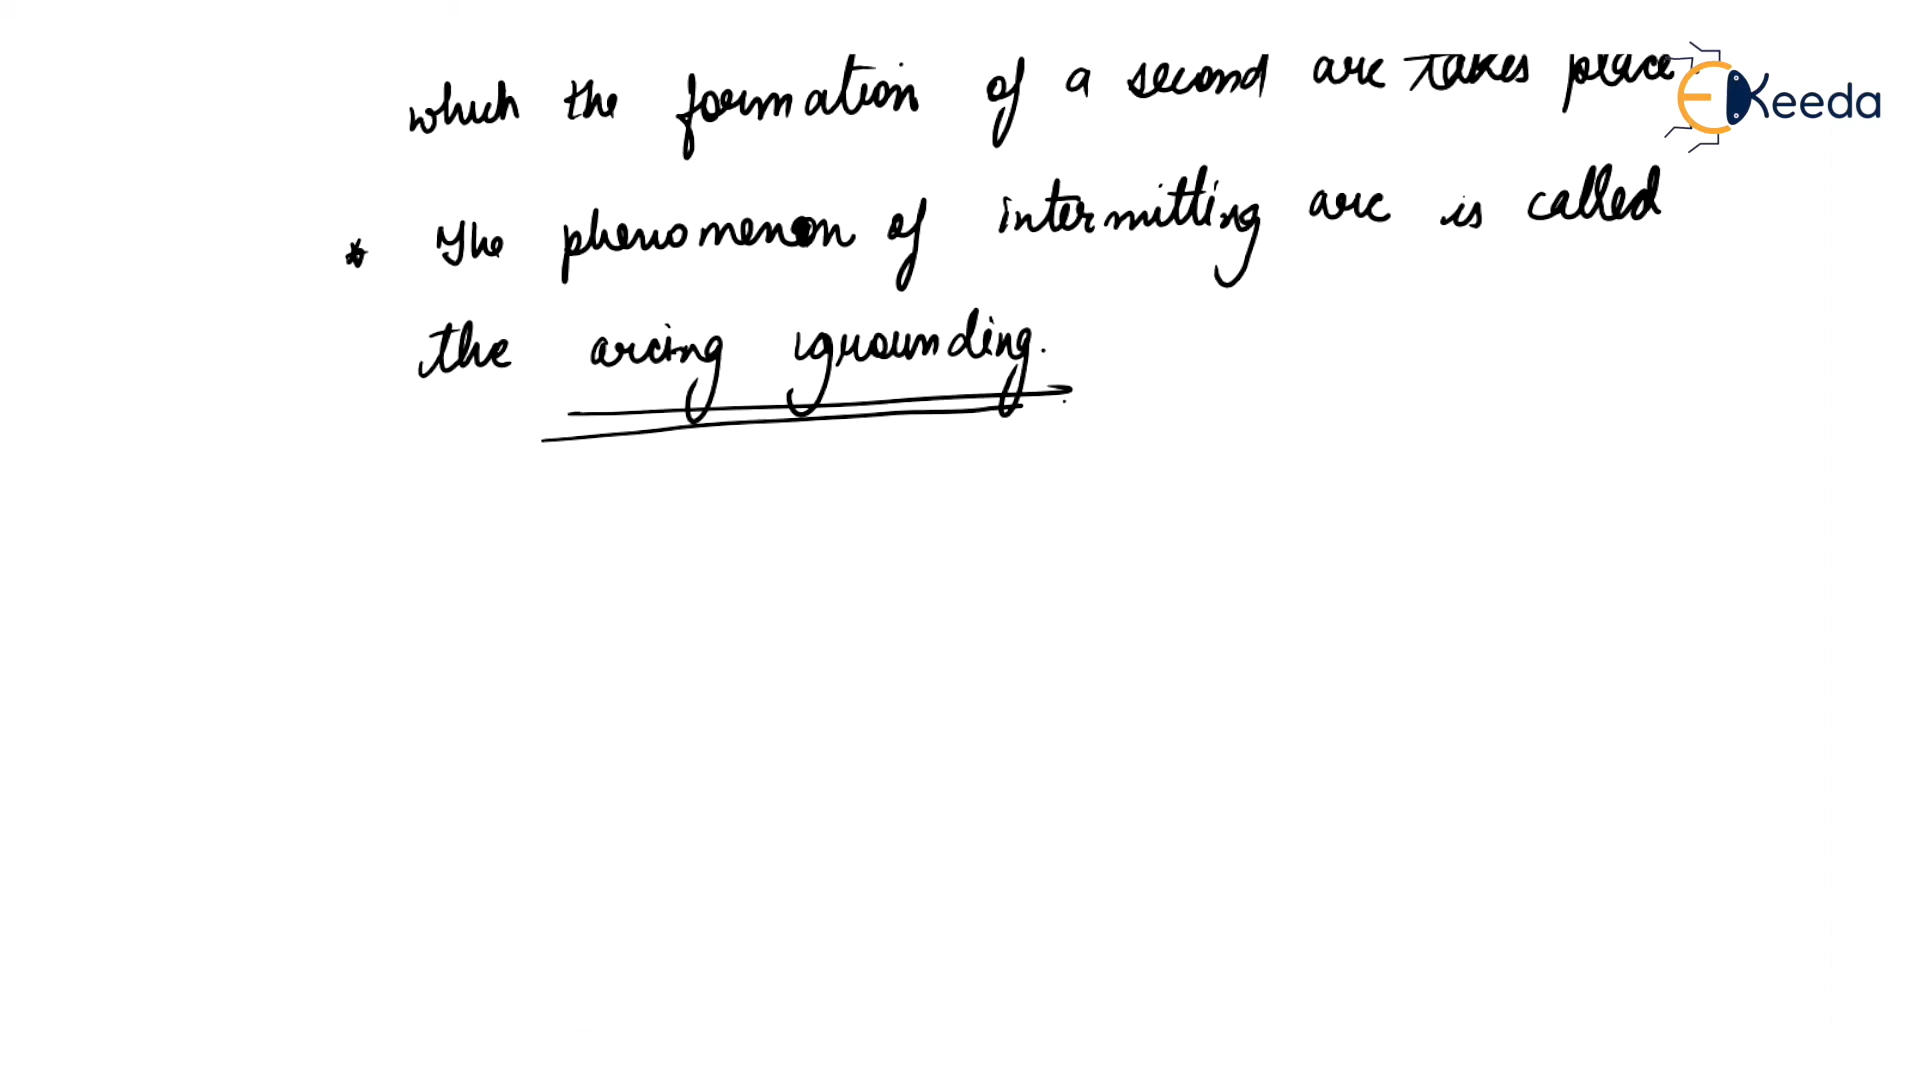 which the formation of a second arc takes place
* The phenomenon of intermitting arc is called
the arcing grounding.
EKeeda